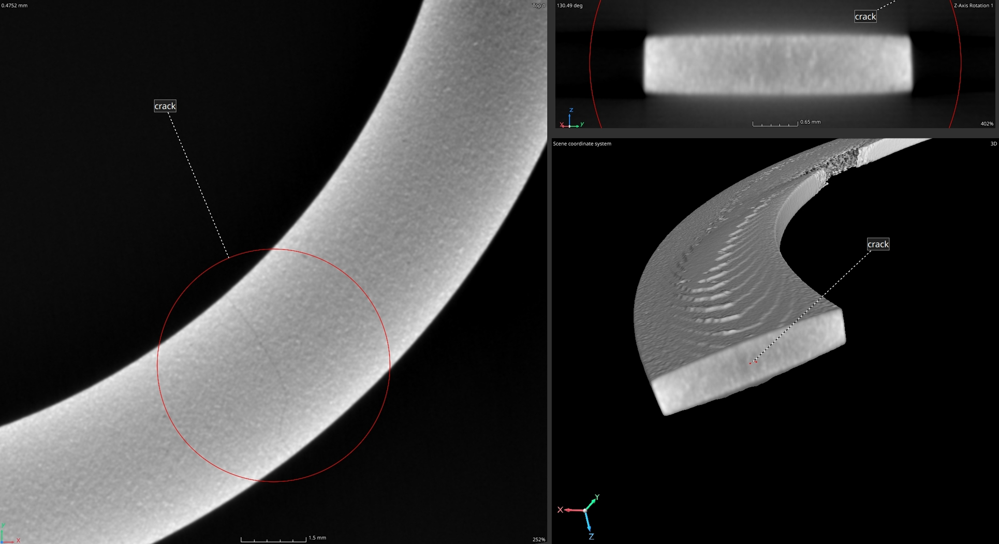 0.4752 mm
Top 1
crack
1.5 mm
252%
y
x
130.49 deg
Z-Axis Rotation 1
crack
z
x
y
0.65 mm
402%
Scene coordinate system
3D
crack
Y
X
Z